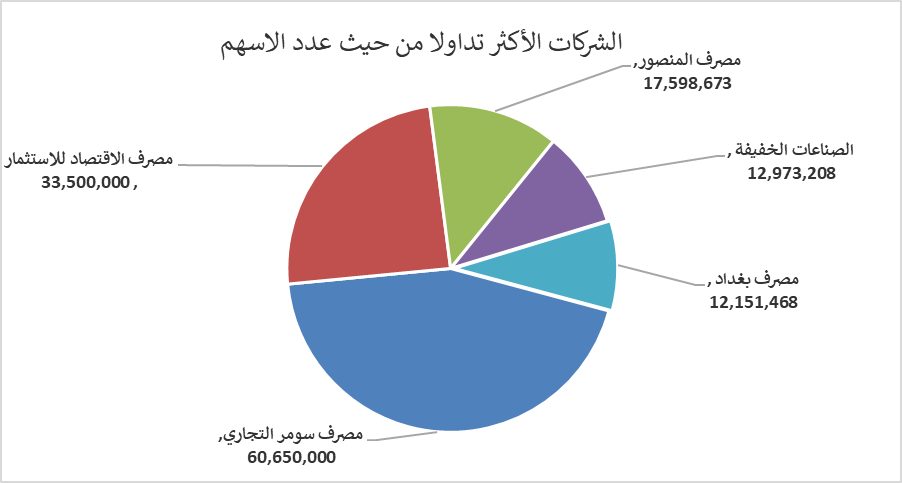 الشركات الأكثر تداولا من حيث عدد الاسهم
مصرف المنصور,
17,598,673
الصناعات الخفيفة ,
12,973,208
مصرف بغداد ,
12,151,468
مصرف سومر التجاري,
60,650,000
مصرف الاقتصاد للاستثمار
, 33,500,000